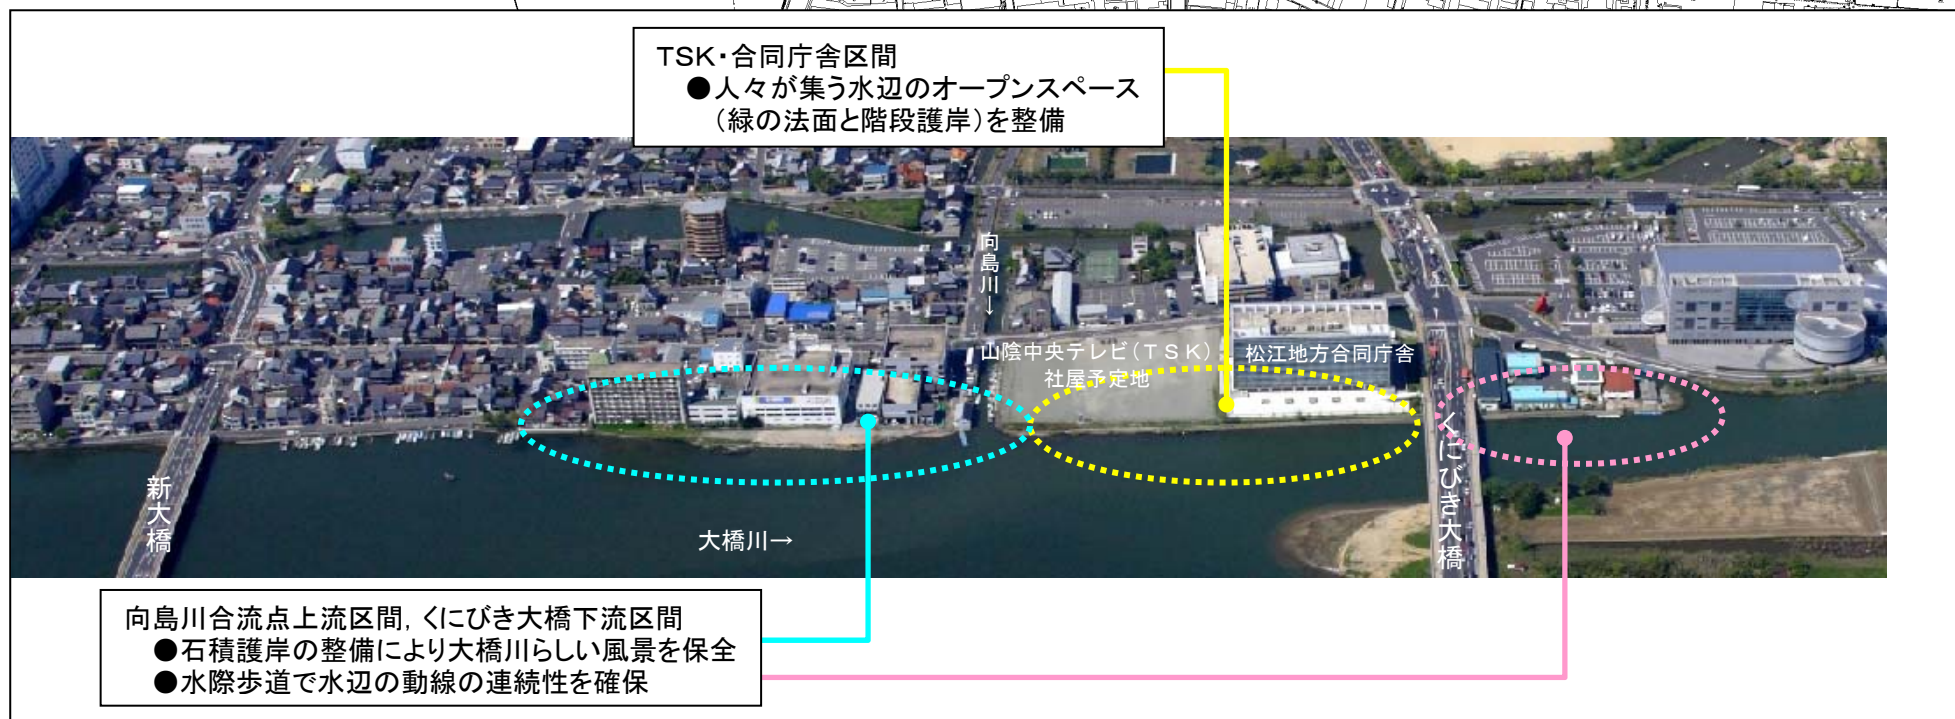 TSK・合同庁舎区間
●人々が集う水辺のオープンスペース
(緑の法面と階段護岸)を整備
向島川↓
山陰中央テレビ(TSK)
社屋予定地
松江地方合同庁舎
新大橋
大橋川→
くにびき大橋
向島川合流点上流区間,くにびき大橋下流区間
●石積護岸の整備により大橋川らしい風景を保全
●水際歩道で水辺の動線の連続性を確保